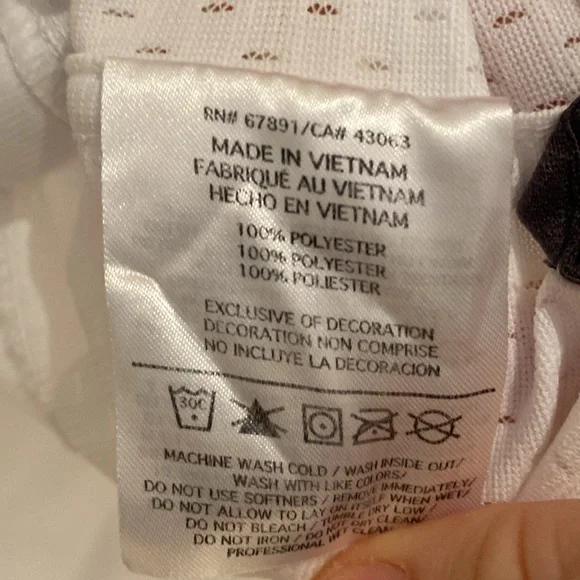 RN# 67891/CA# 43063
MADE IN VIETNAM
FABRIQUÉ AU VIETNAM
HECHO EN VIETNAM
100% POLYESTER
100% POLYESTER
100% POLIESTER
EXCLUSIVE OF DECORATION
DECORATION NON COMPRISE
NO INCLUYE LA DECORACION
30C
MACHINE WASH COLD / WASH INSIDE OUT/
WASH WITH LIKE COLORS/
DO NOT USE SOFTNERS / REMOVE IMMEDIATELY/
DO NOT ALLOW TO LAY ON ITSELF WHEN WET/
DO NOT BLEACH / TUMBLE DRY LOW /
DO NOT IRON / DO NOT DRY CLEAN/
PROFESSIONAL WET CLEAN